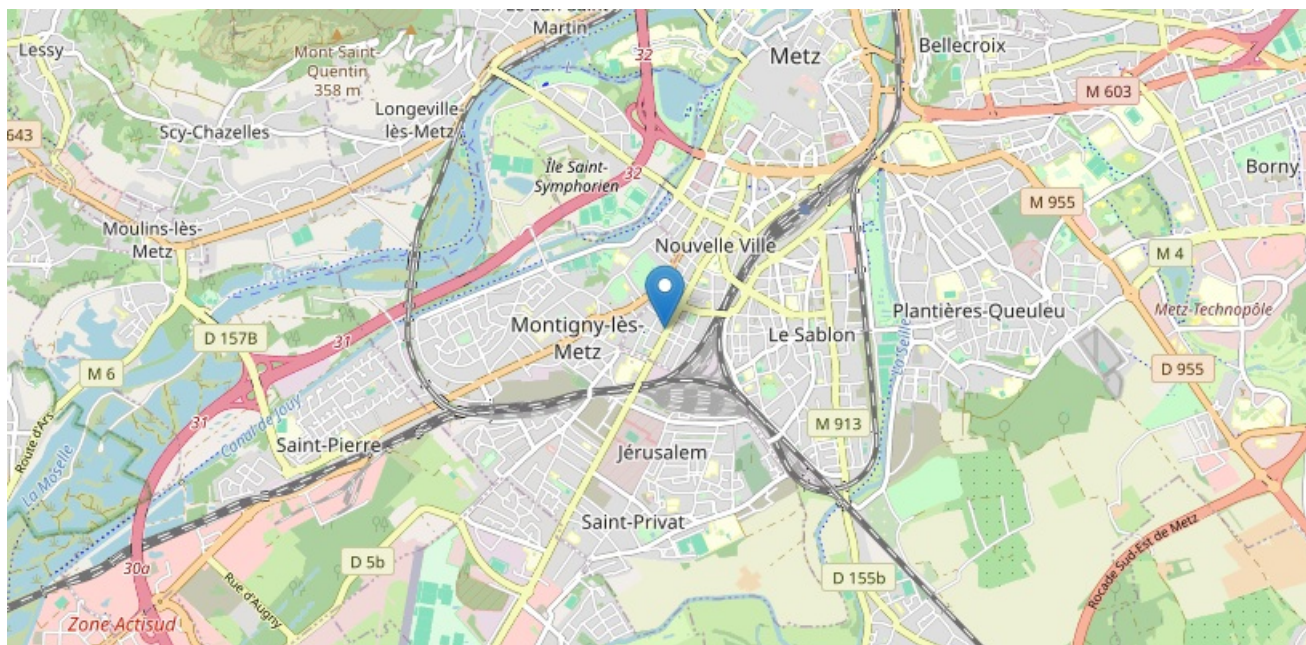 Le Ban-Saint-
Martin
Lessy
Mont Saint-
Quentin
358 m
32
Metz
Bellecroix
M 603
643
Scy-Chazelles
Longeville-
lès-Metz
Île Saint-
Symphorien
32
Borny
M 955
Moulins-lès-
Metz
Nouvelle Ville
M 4
Metz-Technopôle
Plantières-Queuleu
Montigny-lès-
Metz
Le Sablon
La Seille
D 157B
31
M 6
D 955
31
Canal de Jouy
Route d'Ars
La Moselle
Saint-Pierre
M 913
Jérusalem
Saint-Privat
D 5b
30a
Rue d'Augny
D 155b
Rocade Sud-Est de Metz
Zone Actisud